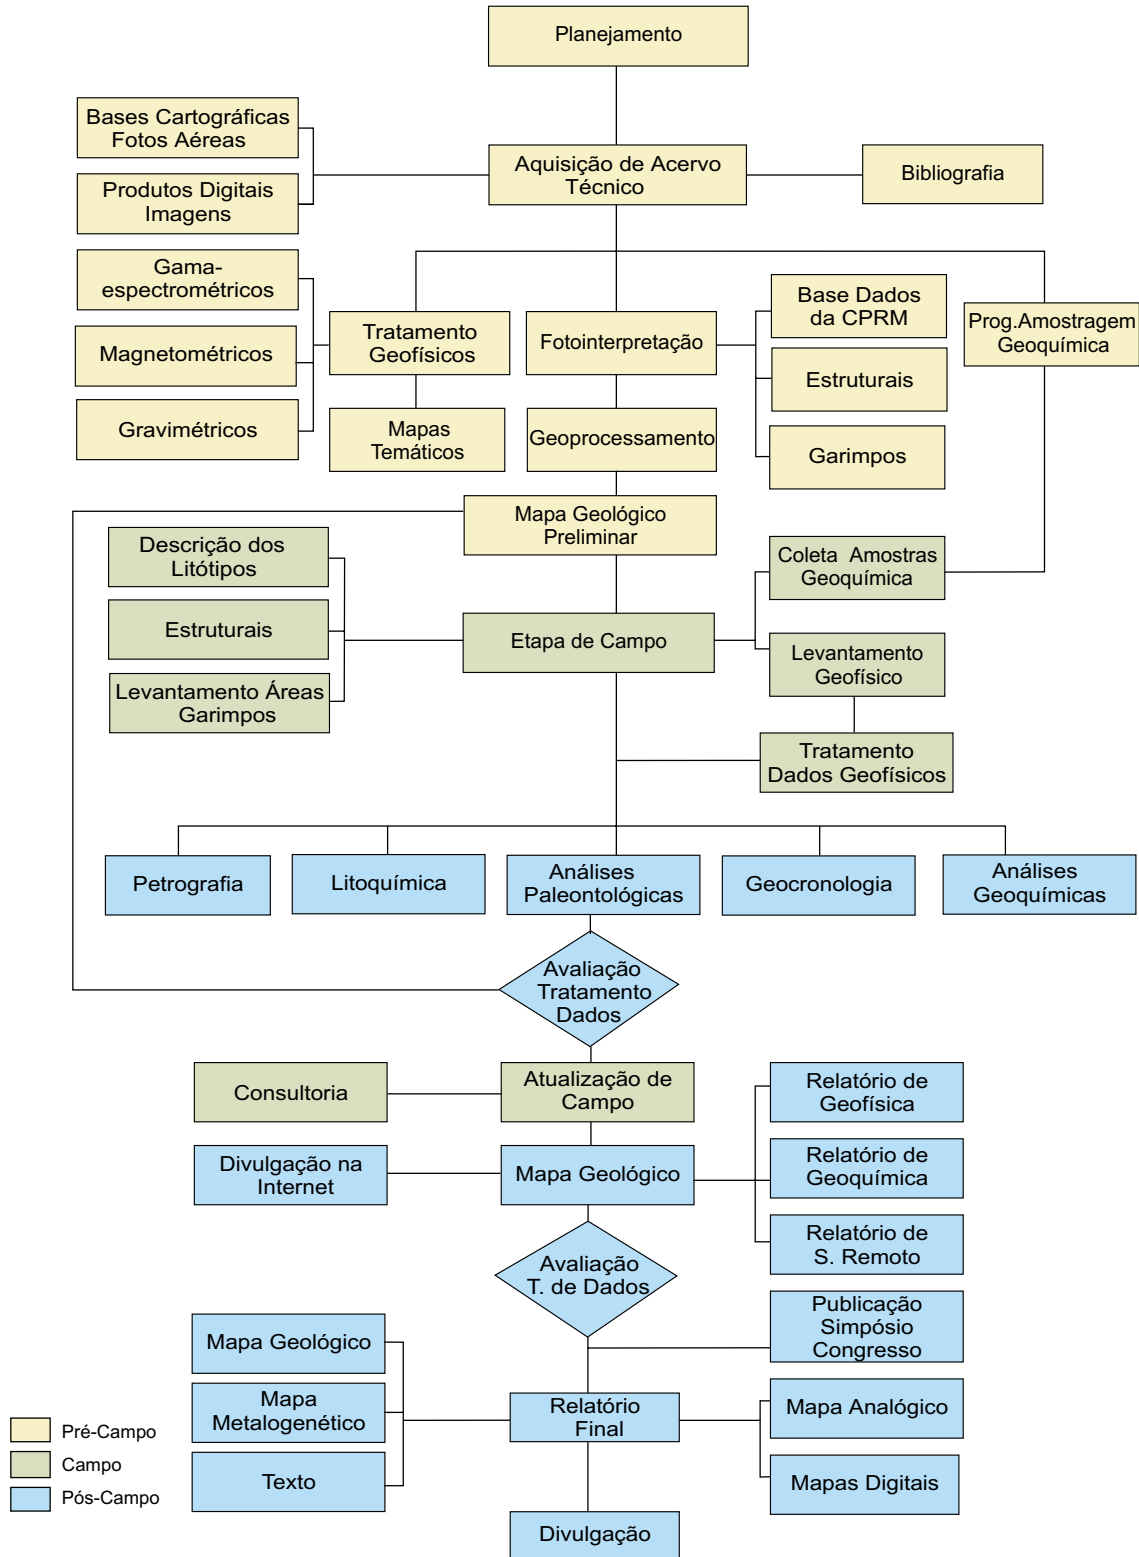 Planejamento
Bases Cartográficas
Fotos Aéreas
Aquisição de Acervo
Técnico
Bibliografia
Produtos Digitais
Imagens
Gama-
espectrométricos
Base Dados
da CPRM
Prog.Amostragem
Geoquímica
Tratamento
Geofísicos
Fotointerpretação
Magnetométricos
Estruturais
Gravimétricos
Mapas
Temáticos
Geoprocessamento
Garimpos
Mapa Geológico
Preliminar
Descrição dos
Litótipos
Coleta Amostras
Geoquímica
Estruturais
Etapa de Campo
Levantamento
Geofísico
Levantamento Áreas
Garimpos
Tratamento
Dados Geofísicos
Petrografia
Litoquímica
Análises
Paleontológicas
Geocronologia
Análises
Geoquímicas
Avaliação
Tratamento
Dados
Consultoria
Atualização de
Campo
Relatório de
Geofísica
Divulgação na
Internet
Mapa Geológico
Relatório de
Geoquímica
Relatório de
S. Remoto
Avaliação
T. de Dados
Publicação
Simpósio
Congresso
Mapa Geológico
Mapa
Metalogenético
Relatório
Final
Mapa Analógico
Texto
Mapas Digitais
Divulgação
Pré-Campo
Campo
Pós-Campo